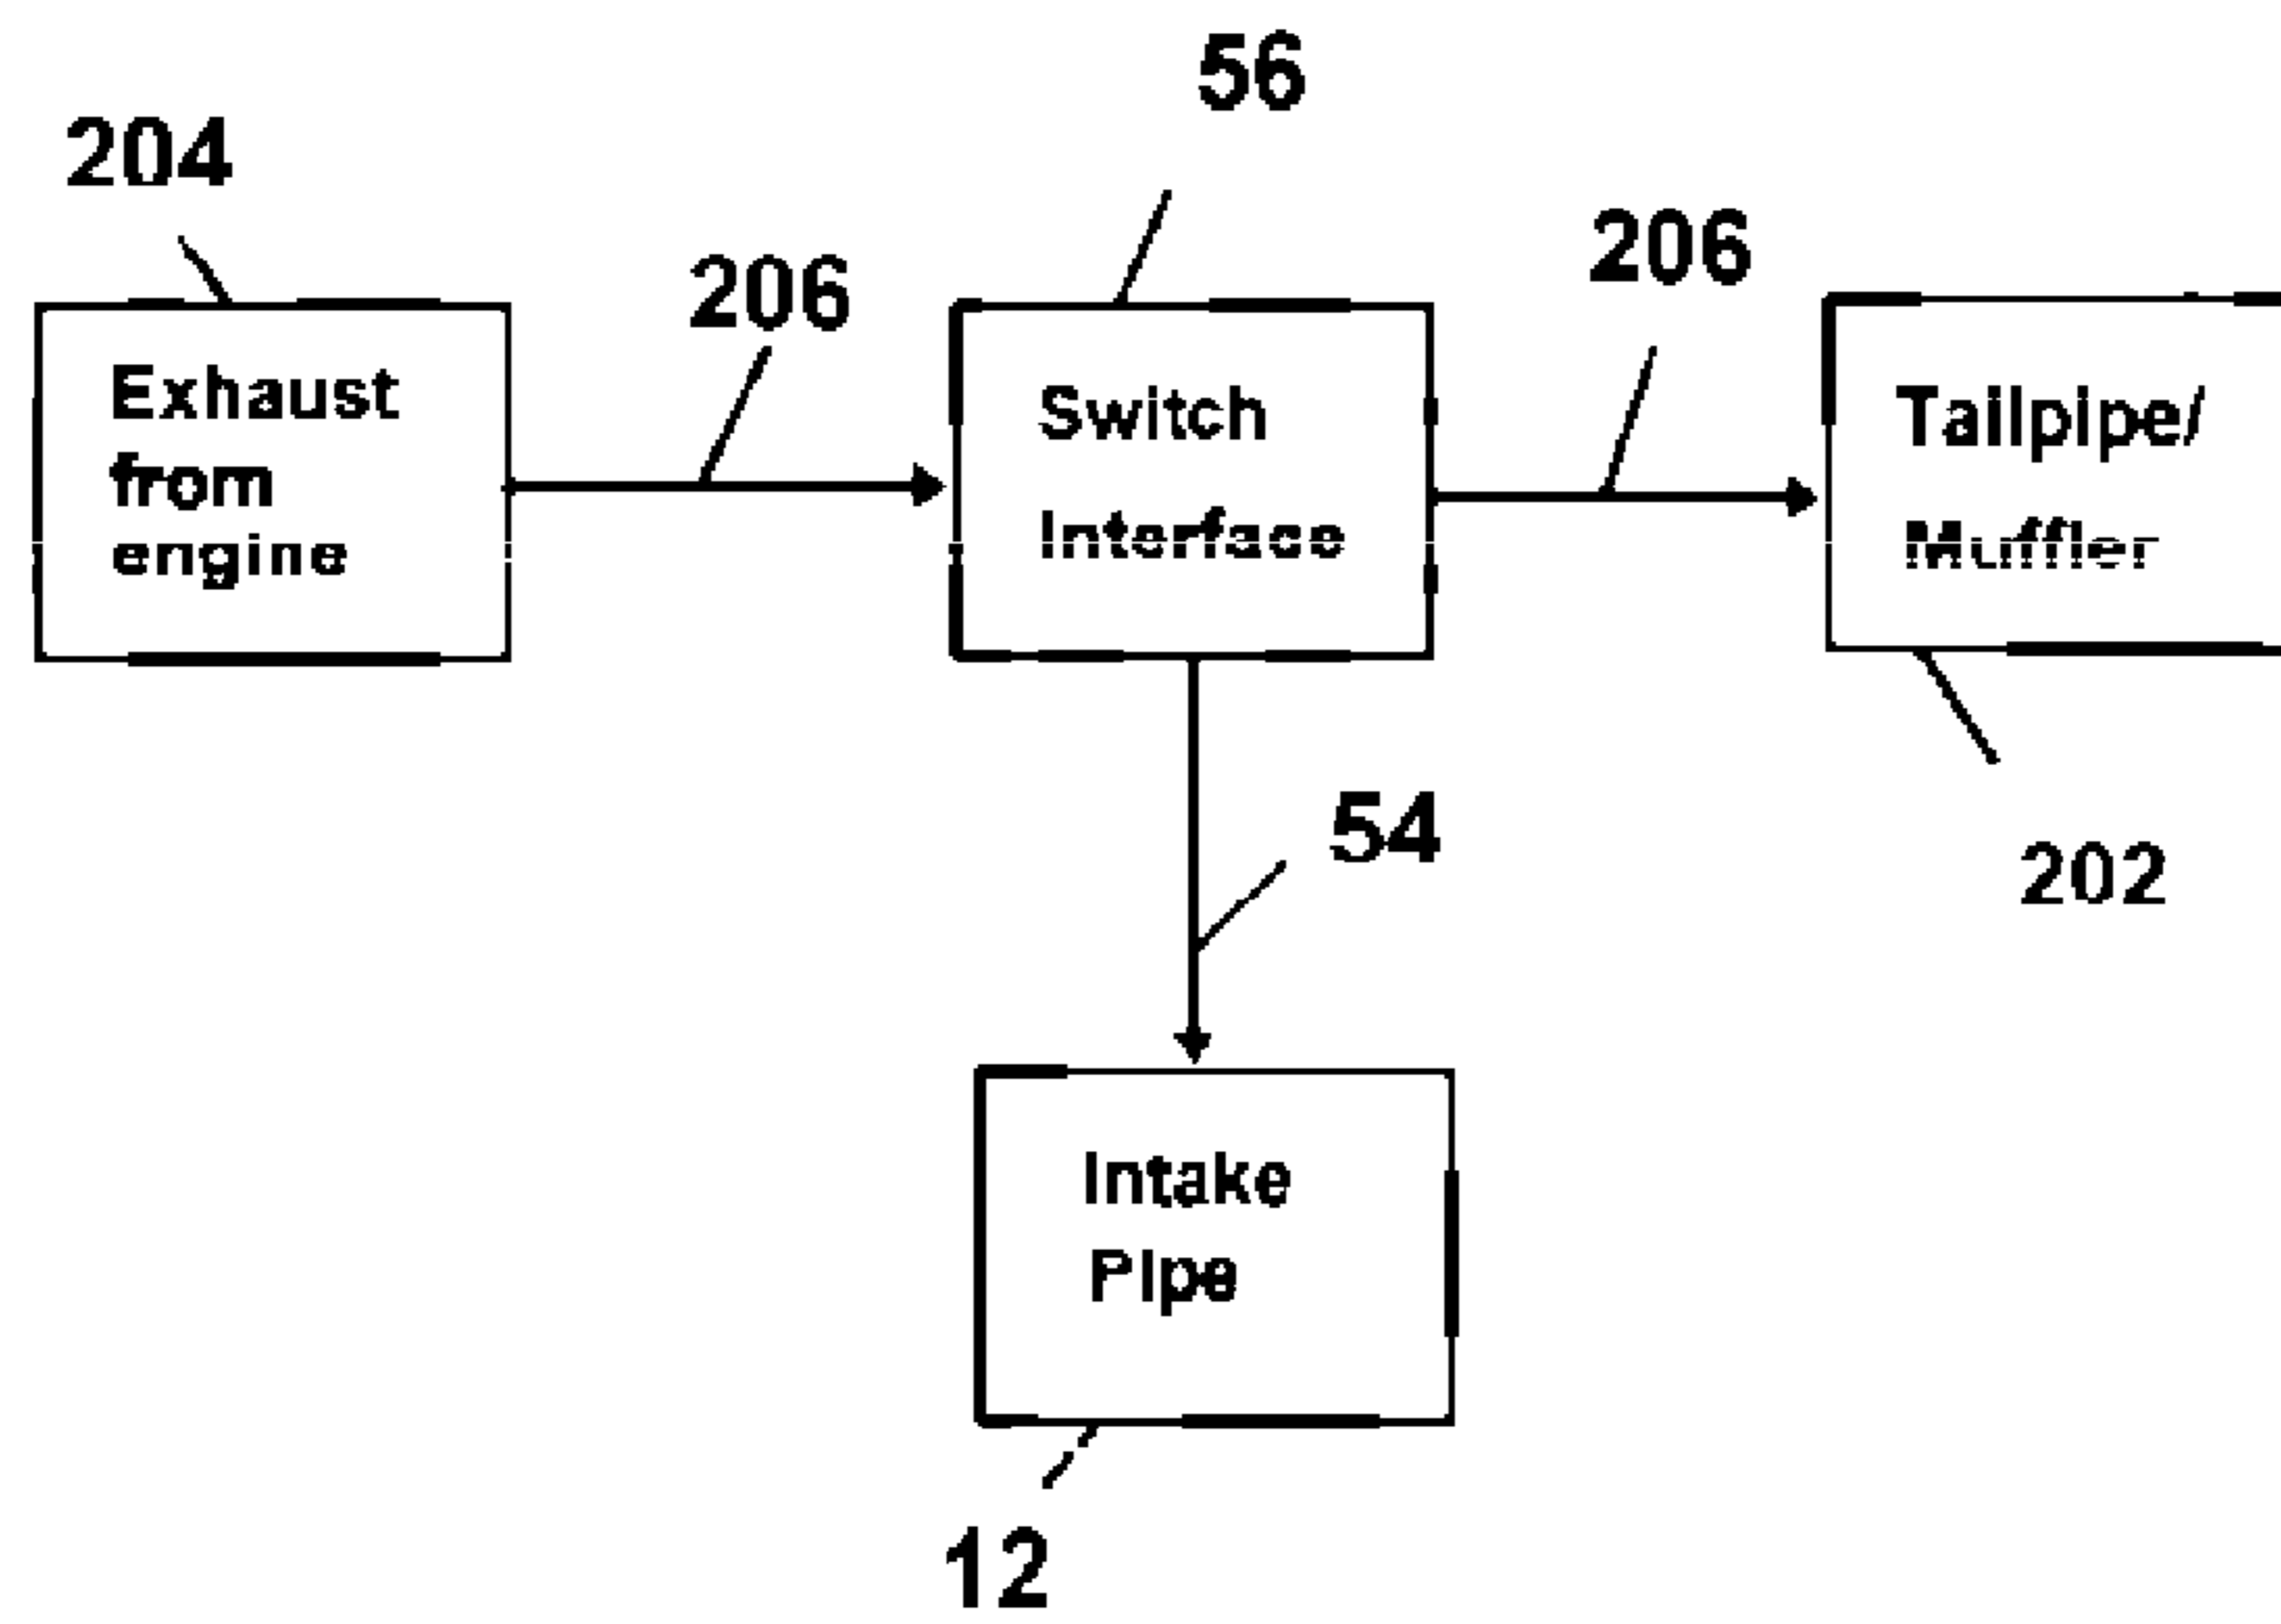 56
204
206
206
Exhaust
from
engine
Switch
Interface
Tailpipe/
Muffler
54
202
Intake
Pipe
12